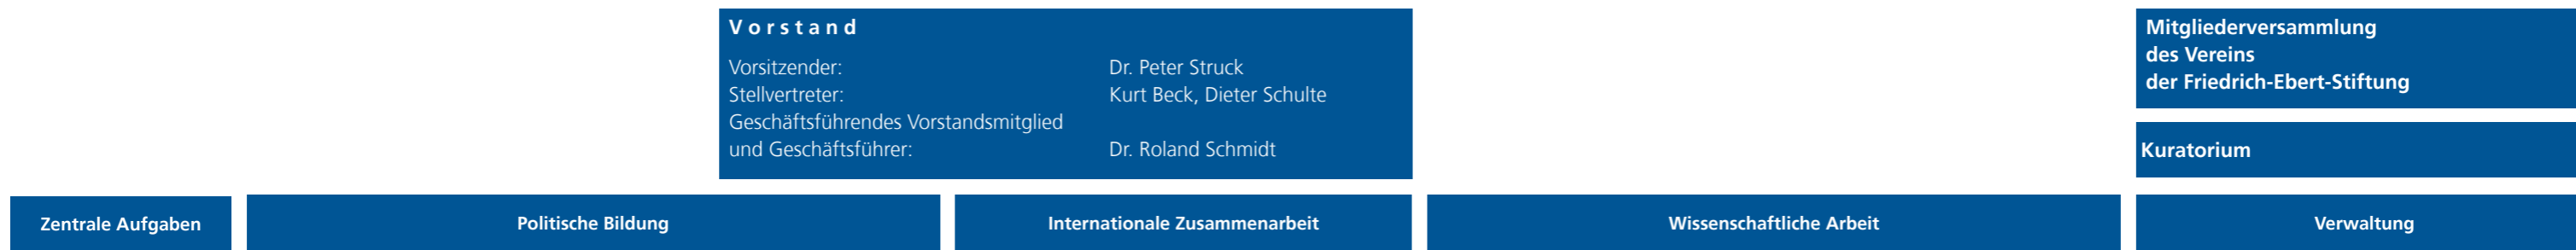 Vorstand
Vorsitzender: Dr. Peter Struck
Stellvertreter: Kurt Beck, Dieter Schulte
Geschäftsführendes Vorstandsmitglied
und Geschäftsführer: Dr. Roland Schmidt
Mitgliederversammlung
des Vereins
der Friedrich-Ebert-Stiftung
Kuratorium
Zentrale Aufgaben
Politische Bildung
Internationale Zusammenarbeit
Wissenschaftliche Arbeit
Verwaltung